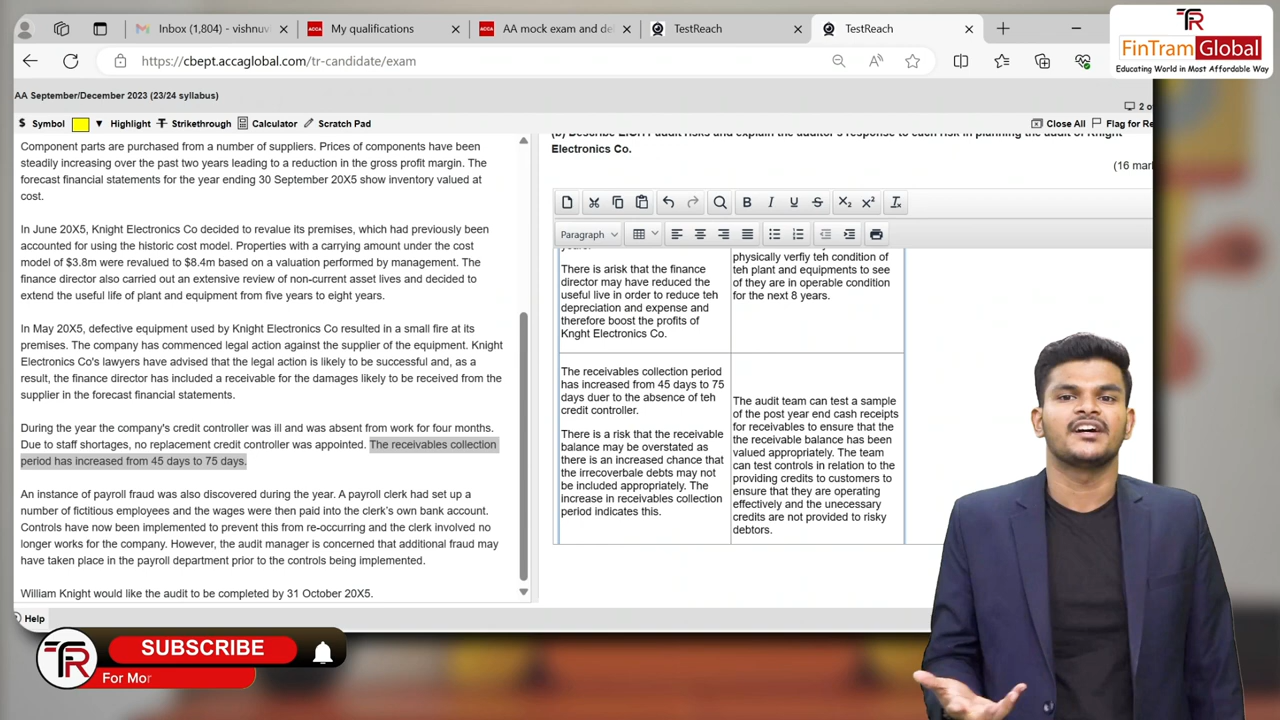 Inbox (1,804) - vishnuv
My qualifications
AA mock exam and de
TestReach
TestReach
https://cbept.accaglobal.com/tr-candidate/exam
TR
FinTram Global
Educating World in Most Affordable Way
AA September/December 2023 (23/24 syllabus)
2 o
$ Symbol
Highlight
Strikethrough
Calculator
Scratch Pad
Close All
Flag for Re
Component parts are purchased from a number of suppliers. Prices of components have been
steadily increasing over the past two years leading to a reduction in the gross profit margin. The
forecast financial statements for the year ending 30 September 20X5 show inventory valued at
cost.
In June 20X5, Knight Electronics Co decided to revalue its premises, which had previously been
accounted for using the historic cost model. Properties with a carrying amount under the cost
model of $3.8m were revalued to $8.4m based on a valuation performed by management. The
finance director also carried out an extensive review of non-current asset lives and decided to
extend the useful life of plant and equipment from five years to eight years.
In May 20X5, defective equipment used by Knight Electronics Co resulted in a small fire at its
premises. The company has commenced legal action against the supplier of the equipment. Knight
Electronics Co's lawyers have advised that the legal action is likely to be successful and, as a
result, the finance director has included a receivable for the damages likely to be received from the
supplier in the forecast financial statements.
During the year the company's credit controller was ill and was absent from work for four months.
Due to staff shortages, no replacement credit controller was appointed. The receivables collection
period has increased from 45 days to 75 days.
An instance of payroll fraud was also discovered during the year. A payroll clerk had set up a
number of fictitious employees and the wages were then paid into the clerk's own bank account.
Controls have now been implemented to prevent this from re-occurring and the clerk involved no
longer works for the company. However, the audit manager is concerned that additional fraud may
have taken place in the payroll department prior to the controls being implemented.
William Knight would like the audit to be completed by 31 October 20X5.
Help
(b) Describe EIGHT audit risks and explain the auditor's response to each risk in planning the audit of Knight
Electronics Co.
(16 mar
Paragraph
years.
There is arisk that the finance
director may have reduced the
useful live in order to reduce teh
depreciation and expense and
therefore boost the profits of
Knght Electronics Co.
physically verfiy teh condition of
teh plant and equipments to see
of they are in operable condition
for the next 8 years.
The receivables collection period
has increased from 45 days to 75
days duer to the absence of teh
credit controller.
There is a risk that the receivable
balance may be overstated as
there is an increased chance that
the irrecoverbale debts may not
be included appropriately. The
increase in receivables collection
period indicates this.
The audit team can test a sample
of the post year end cash receipts
for receivables to ensure that the
the receivable balance has been
valued appropriately. The team
can test controls in relation to the
providing credits to customers to
ensure that they are operating
effectively and the unecessary
credits are not provided to risky
debtors.
TR
SUBSCRIBE
For Mor